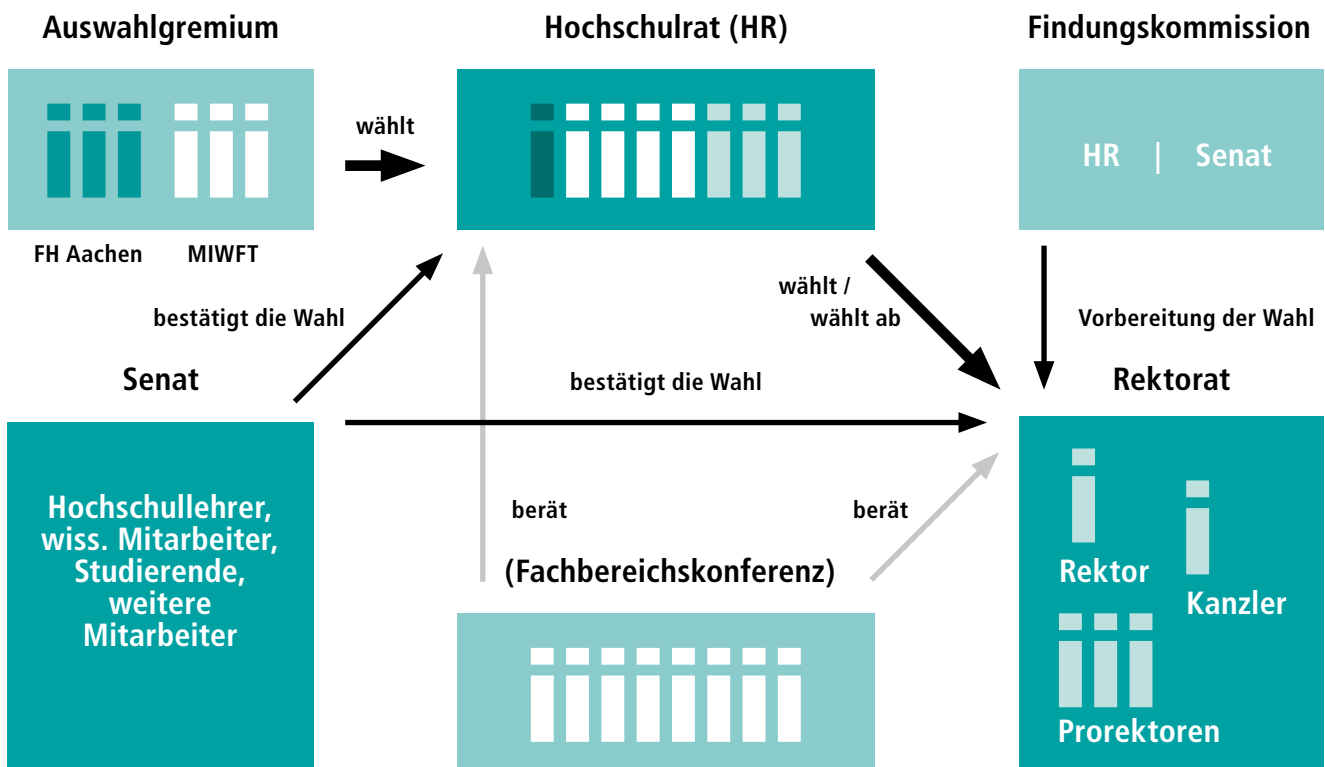 Auswahlgremium
Hochschulrat (HR)
Findungskommission
wählt
HR | Senat
FH Aachen
MIWFT
bestätigt die Wahl
wählt /
wählt ab
Vorbereitung der Wahl
Senat
bestätigt die Wahl
Rektorat
Hochschullehrer,
wiss. Mitarbeiter,
Studierende,
weitere
Mitarbeiter
berät
berät
(Fachbereichskonferenz)
Rektor
Kanzler
Prorektoren